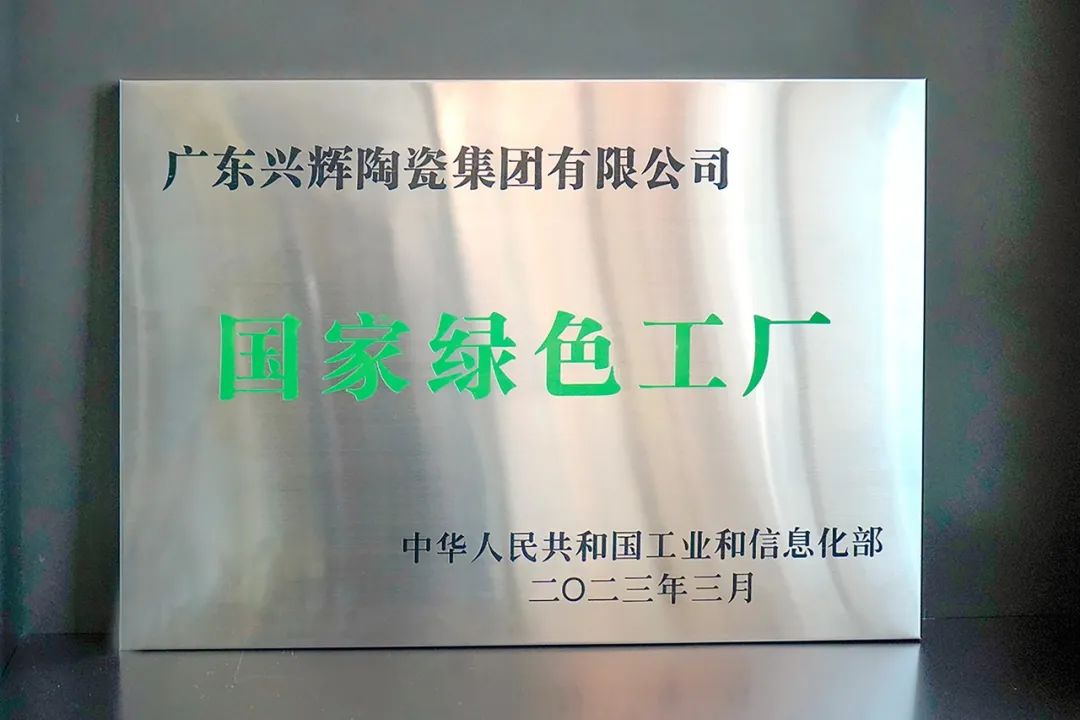 广东兴辉陶瓷集团有限公司
国家绿色工厂
中华人民共和国工业和信息化部
二〇二三年三月